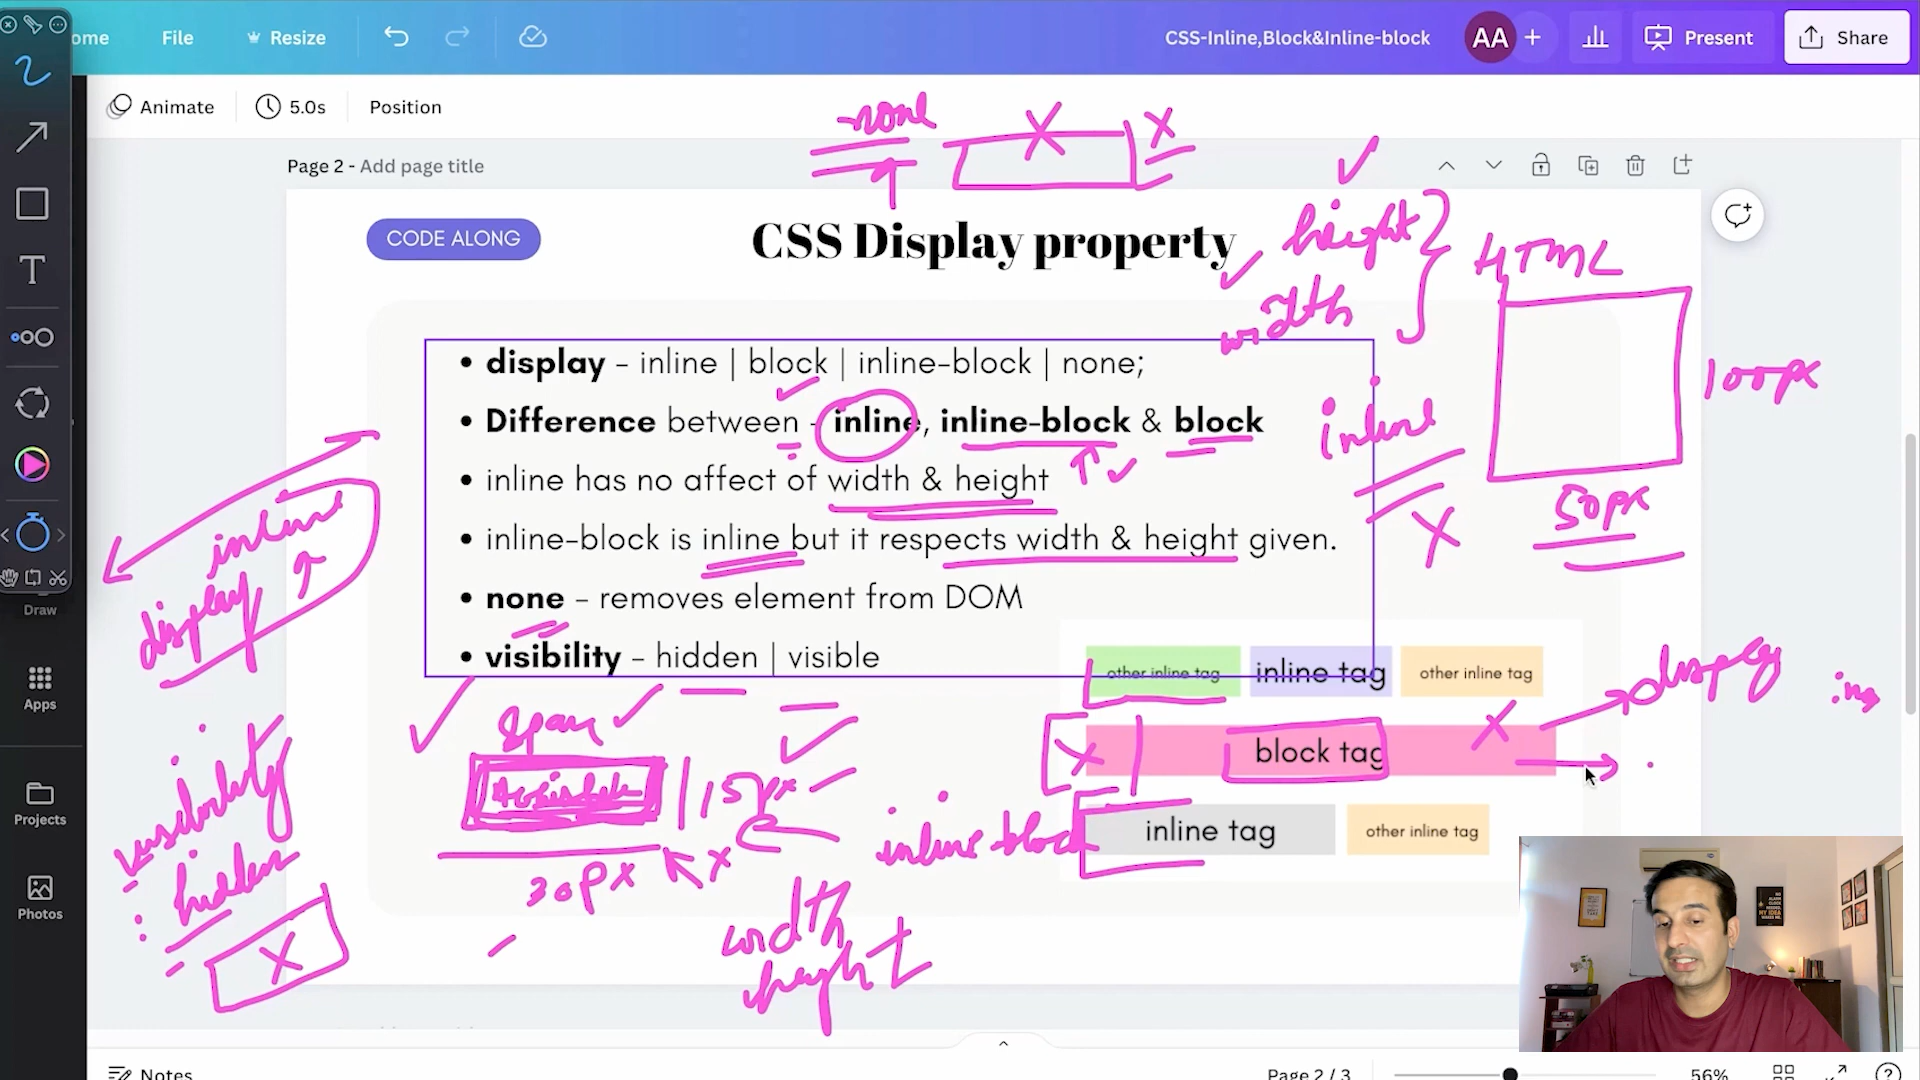 ome File Resize CSS-Inline,Block&Inline-block AA Present Share
Animate 5.0s Position
none X X
Page 2 - Add page title
CODE ALONG
CSS Display property
height
width
HTML
100px
50px
inline
X
• display - inline | block | inline-block | none;
• Difference between - inline, inline-block & block
• inline has no affect of width & height
• inline-block is inline but it respects width & height given.
• none - removes element from DOM
• visibility - hidden | visible
inline
display
other inline tag inline tag other inline tag
X block tag X
inline tag other inline tag
display
span
15px
30px X
inline block
width
height
visibility
: hidden
X
Draw
Apps
Projects
Photos
Notes
Page 2 / 3 56%